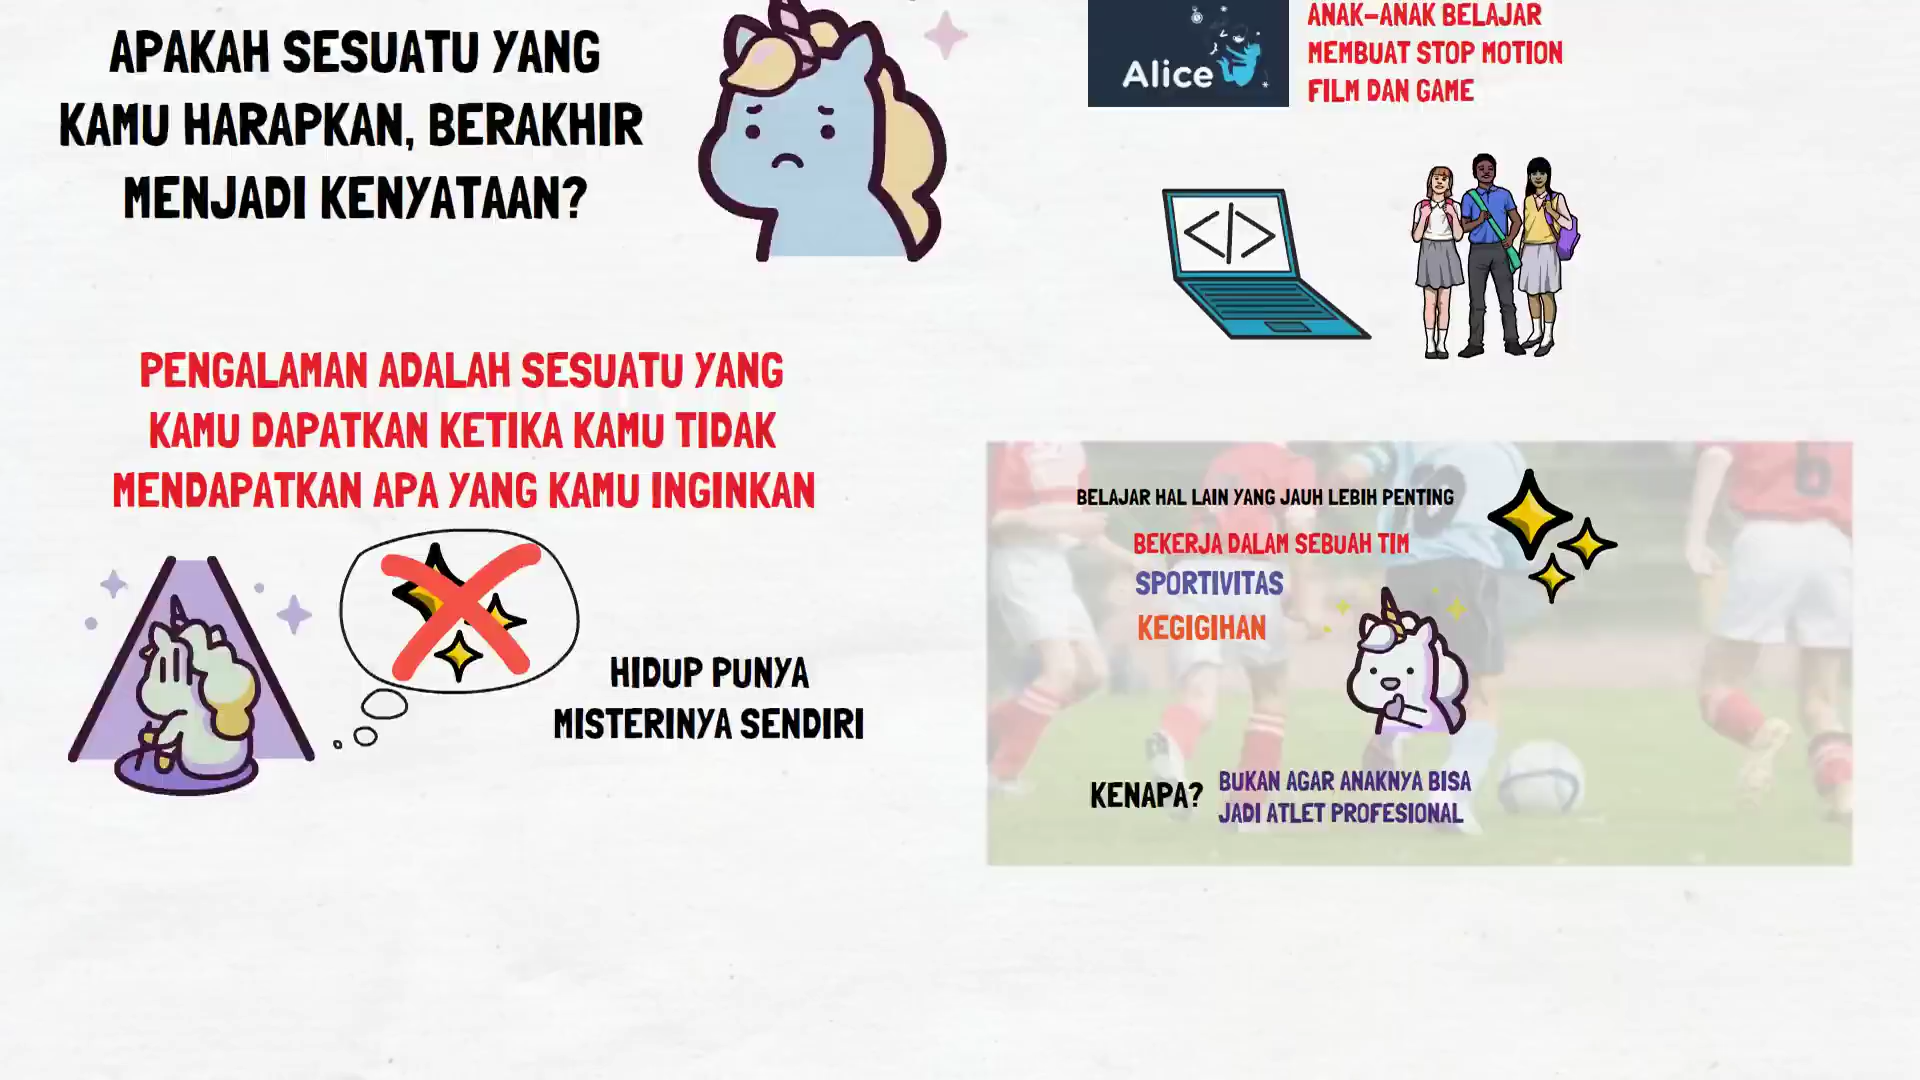 APAKAH SESUATU YANG
KAMU HARAPKAN, BERAKHIR
MENJADI KENYATAAN?
PENGALAMAN ADALAH SESUATU YANG
KAMU DAPATKAN KETIKA KAMU TIDAK
MENDAPATKAN APA YANG KAMU INGINKAN
HIDUP PUNYA
MISTERINYA SENDIRI
Alice
ANAK-ANAK BELAJAR
MEMBUAT STOP MOTION
FILM DAN GAME
</>
BELAJAR HAL LAIN YANG JAUH LEBIH PENTING
BEKERJA DALAM SEBUAH TIM
SPORTIVITAS
KEGIGIHAN
KENAPA?
BUKAN AGAR ANAKNYA BISA
JADI ATLET PROFESIONAL
10
6